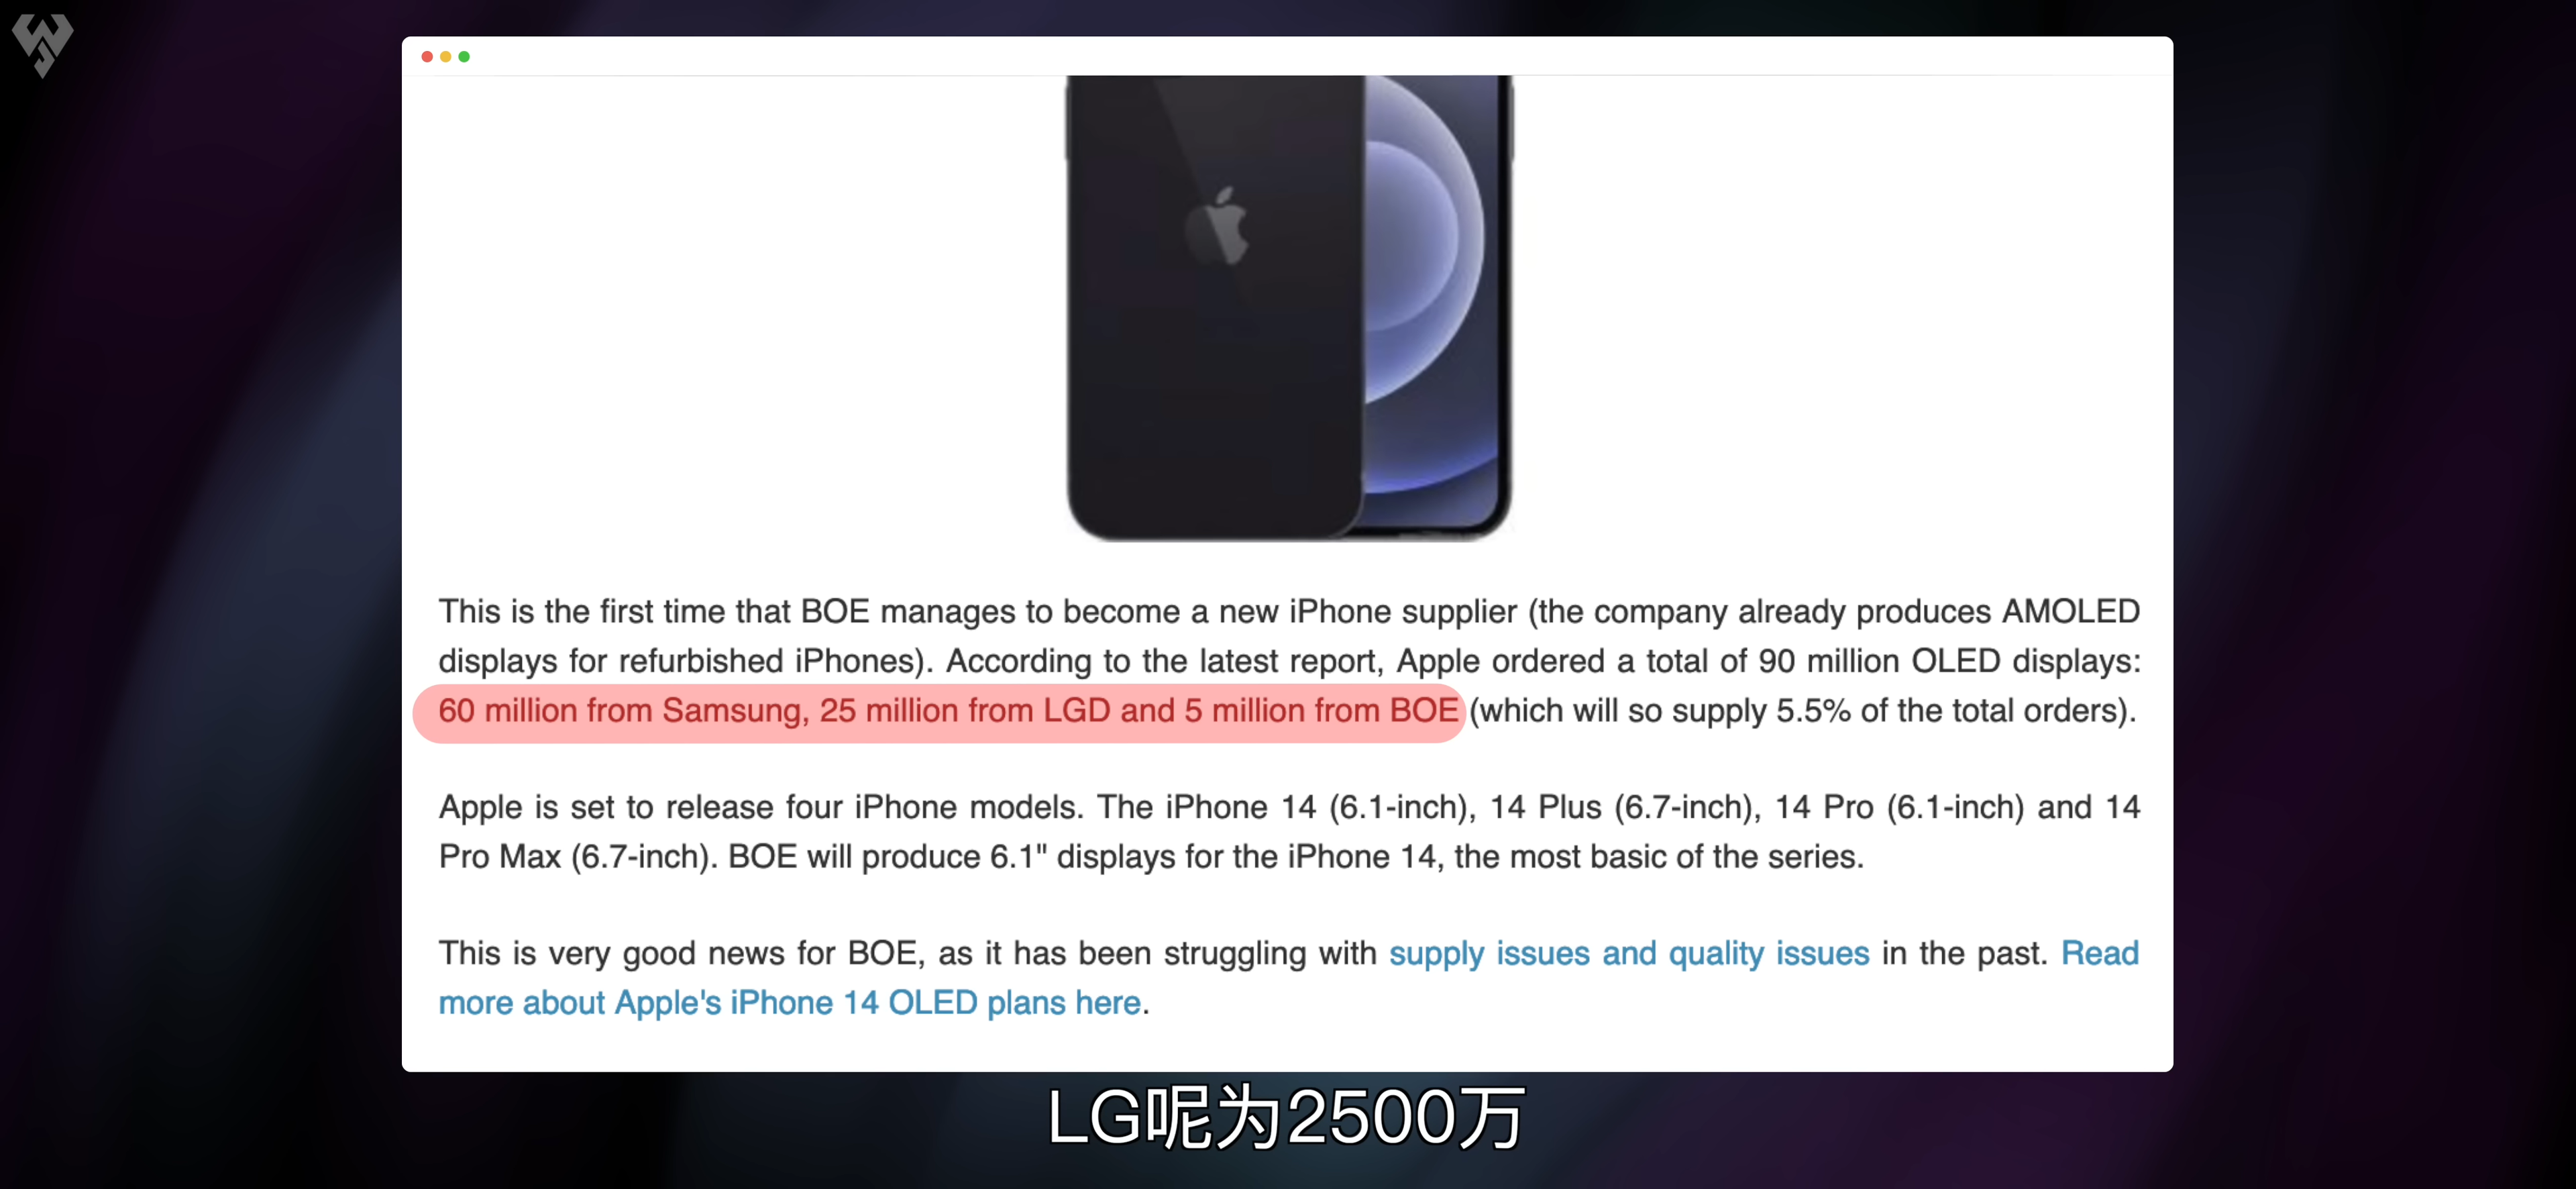 This is the first time that BOE manages to become a new iPhone supplier (the company already produces AMOLED
displays for refurbished iPhones). According to the latest report, Apple ordered a total of 90 million OLED displays:
60 million from Samsung, 25 million from LGD and 5 million from BOE (which will so supply 5.5% of the total orders).
Apple is set to release four iPhone models. The iPhone 14 (6.1-inch), 14 Plus (6.7-inch), 14 Pro (6.1-inch) and 14
Pro Max (6.7-inch). BOE will produce 6.1" displays for the iPhone 14, the most basic of the series.
This is very good news for BOE, as it has been struggling with supply issues and quality issues in the past. Read
more about Apple's iPhone 14 OLED plans here.
LG呢为2500万